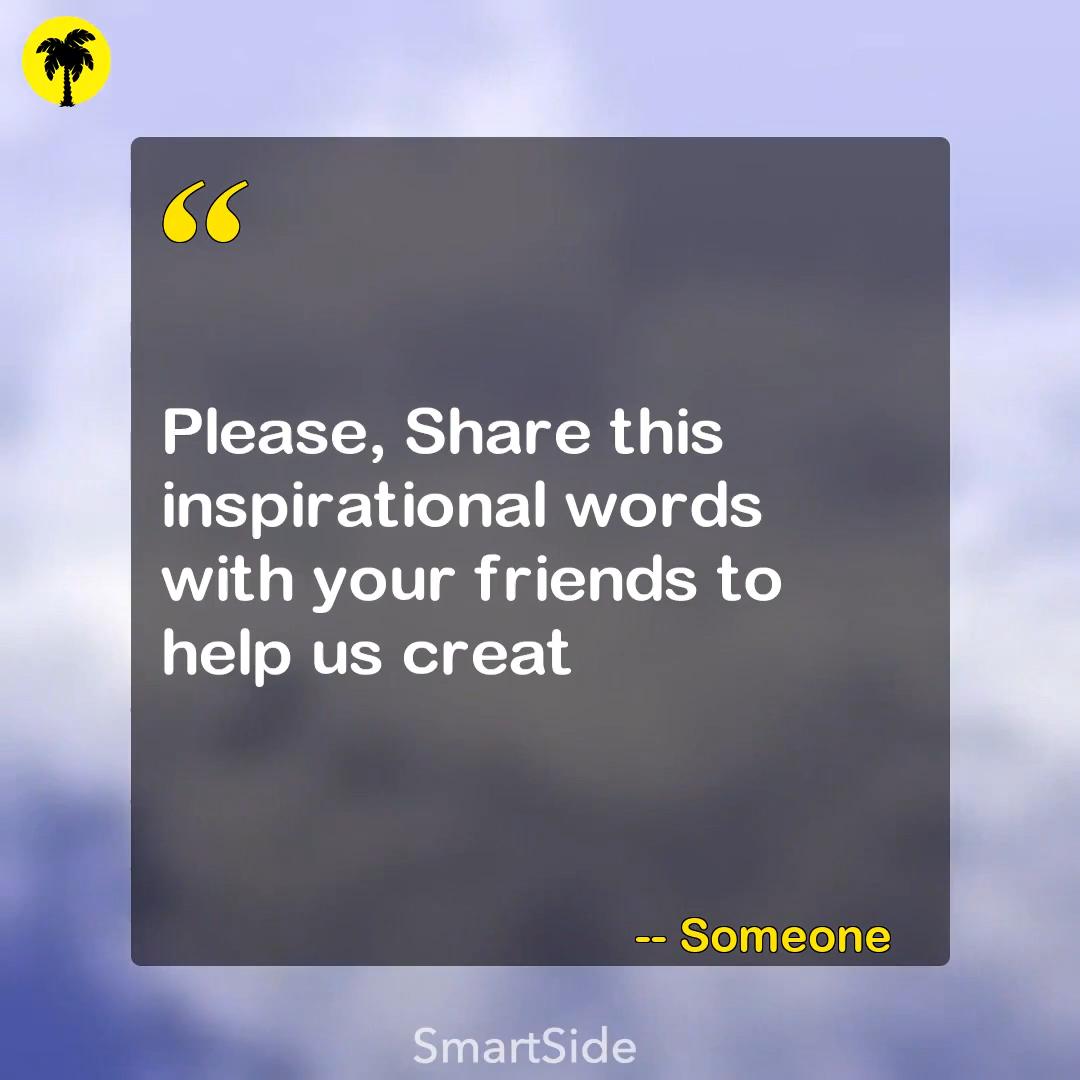 “
Please, Share this
inspirational words
with your friends to
help us creat
-- Someone
SmartSide